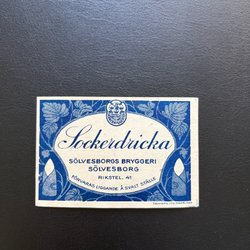 Sockerdricka
SÖLVESBORGS BRYGGERI
SÖLVESBORG
RIKSTEL. 41
FÖRVARAS LIGGANDE Å SVALT STÄLLE